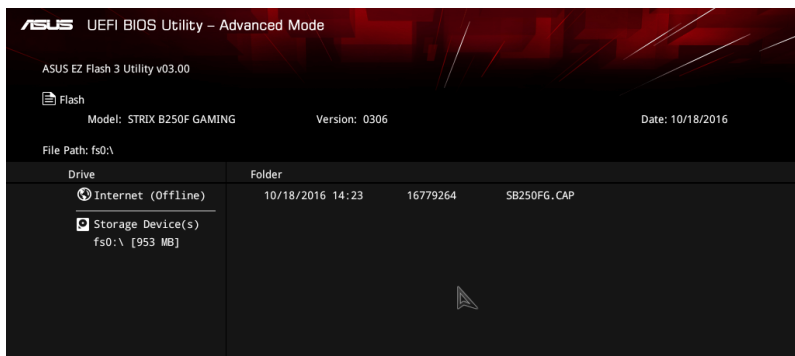 ASUS UEFI BIOS Utility – Advanced Mode
ASUS EZ Flash 3 Utility v03.00
Flash
Model: STRIX B250F GAMING Version: 0306 Date: 10/18/2016
File Path: fs0:\
Drive Folder
Internet (Offline) 10/18/2016 14:23 16779264 SB250FG.CAP
Storage Device(s)
fs0:\ [953 MB]